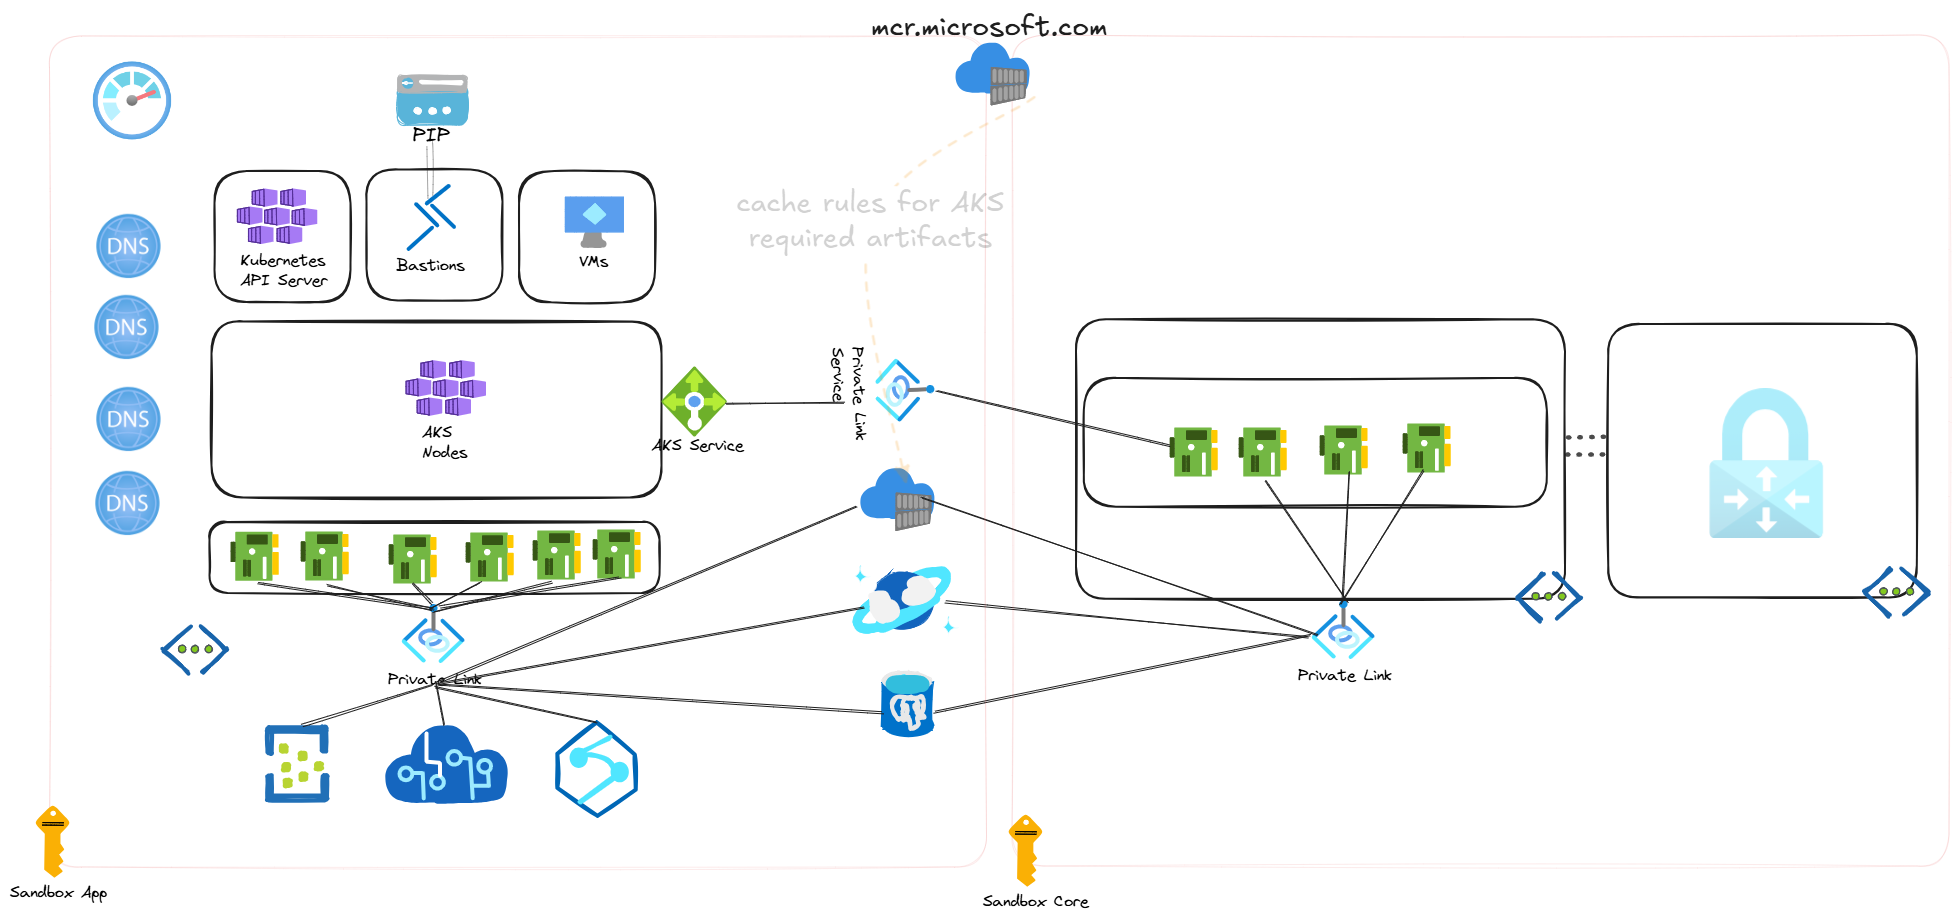 mcr.microsoft.com
PIP
Kubernetes
API Server
Bastions
VMs
cache rules for AKS
required artifacts
DNS
DNS
DNS
DNS
AKS
Nodes
AKS Service
Private Link
Service
Private Link
Private Link
Sandbox App
Sandbox Core